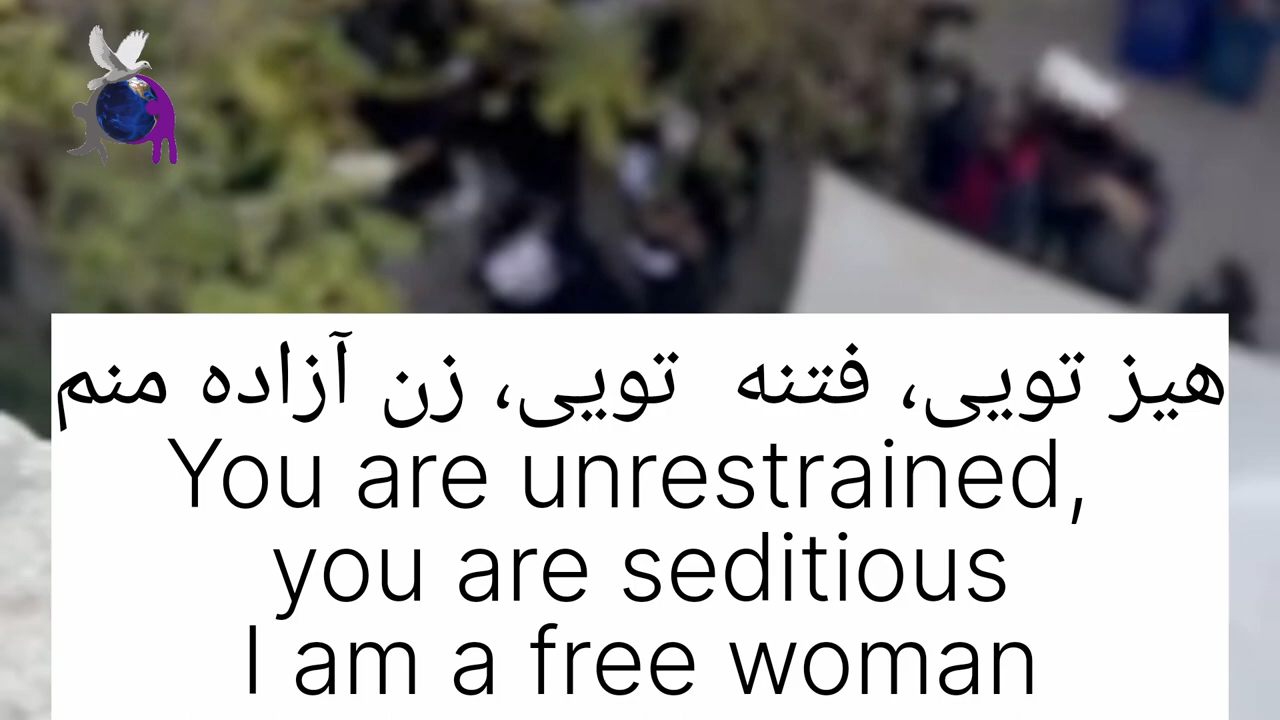 هیز تویی، فتنه تویی، زن آزاده منم
You are unrestrained,
you are seditious
I am a free woman